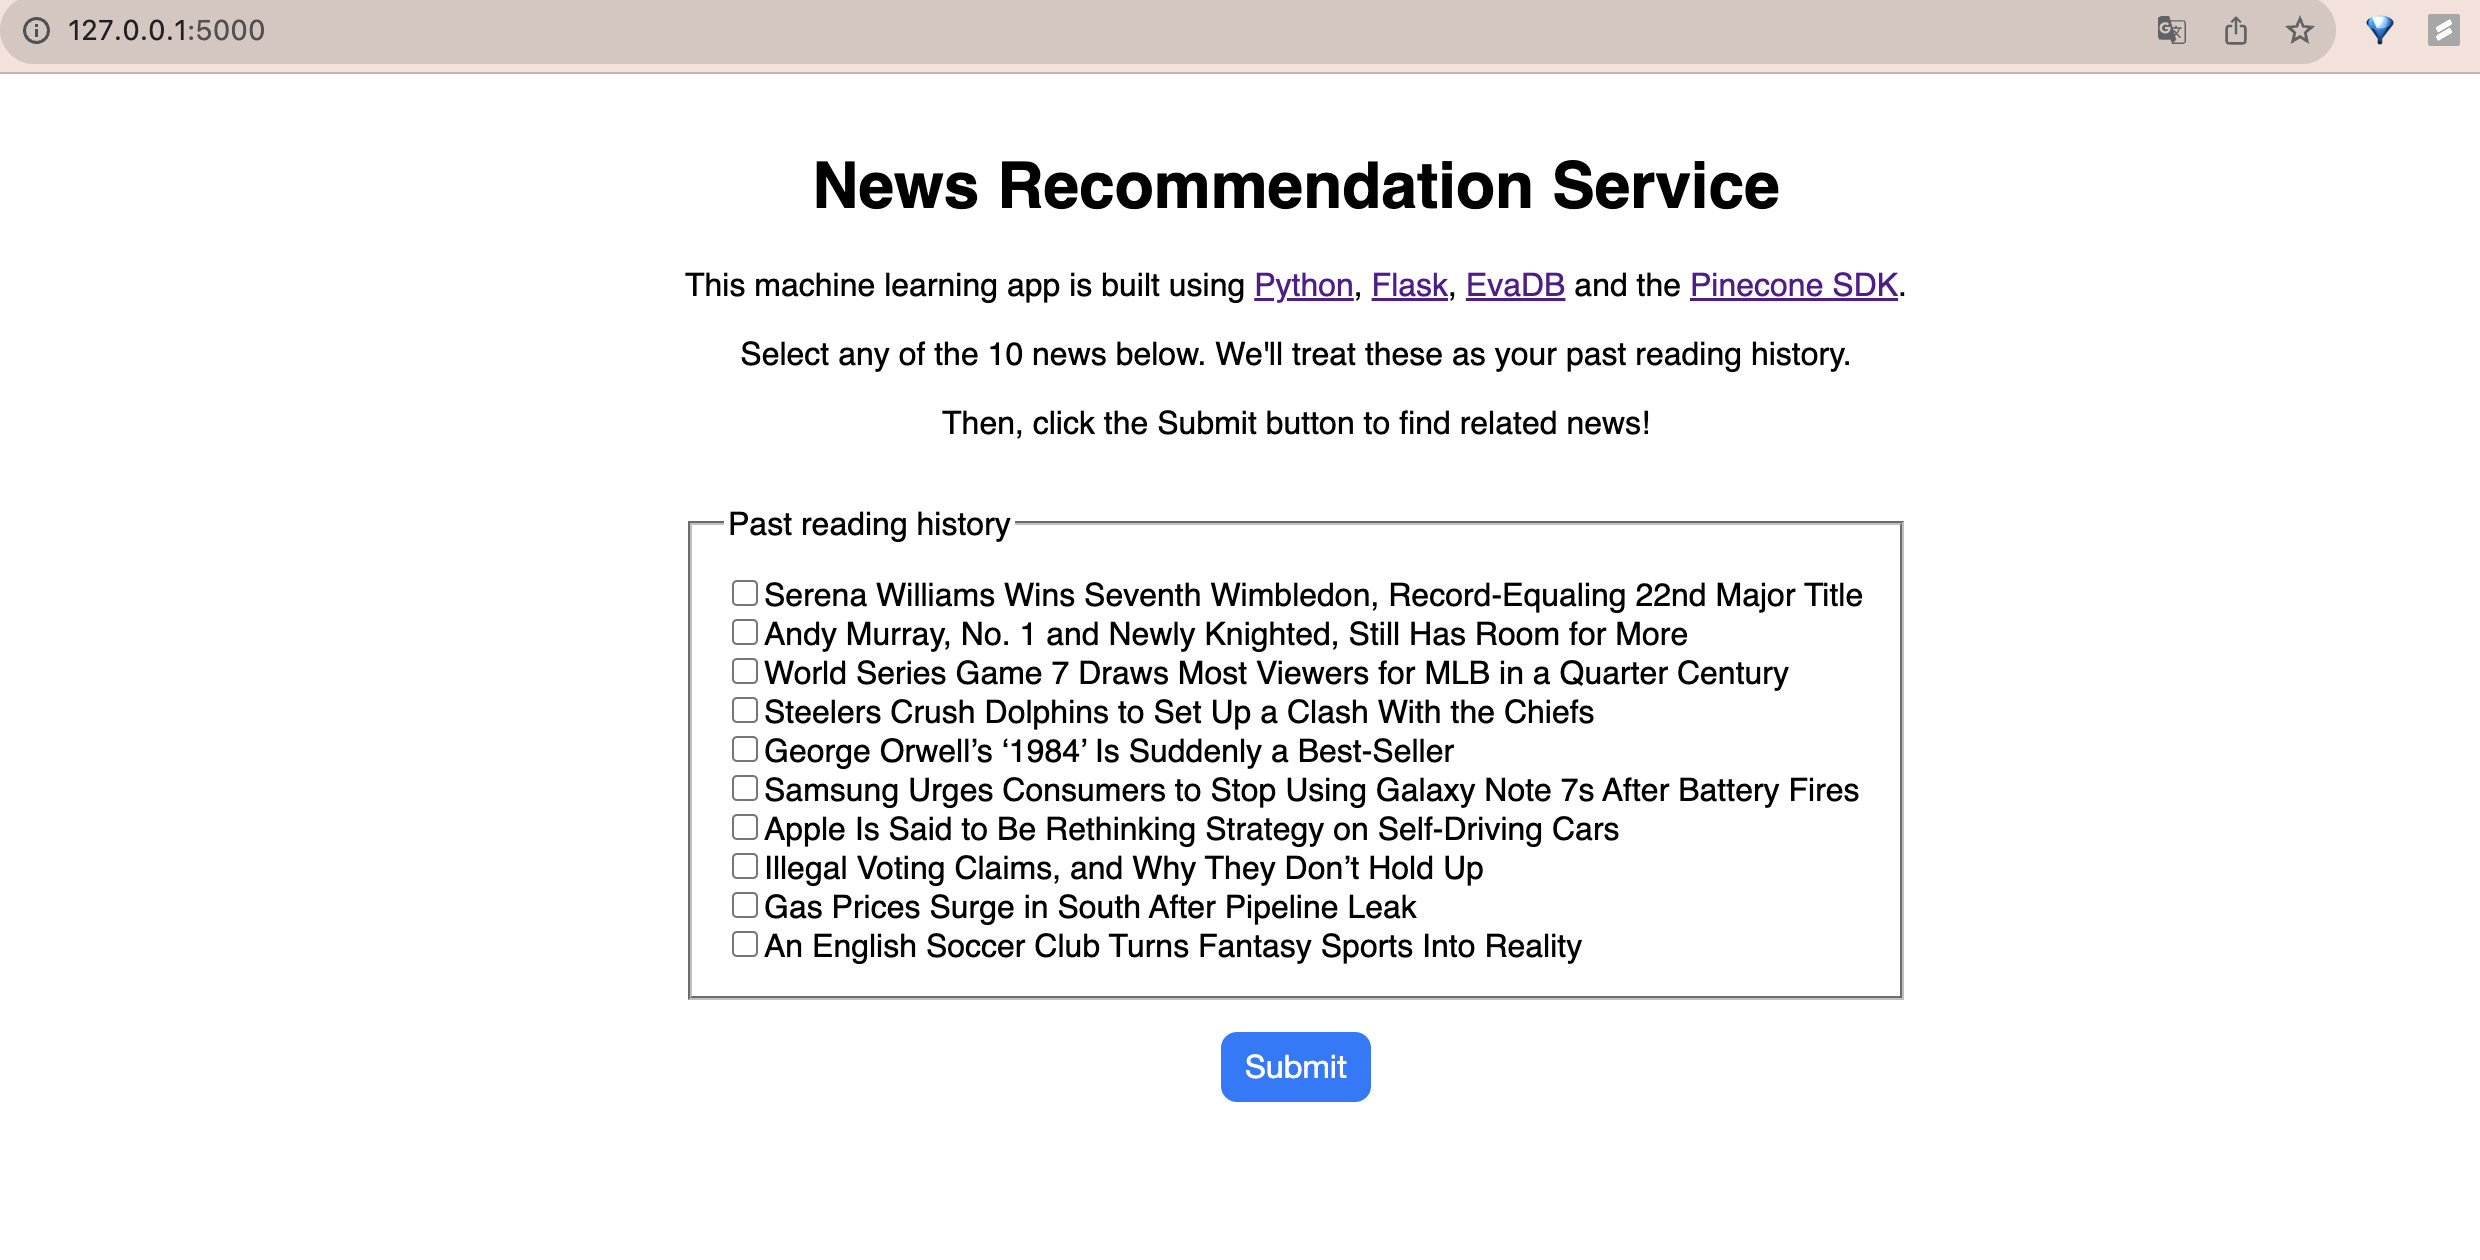 127.0.0.1:5000
News Recommendation Service
This machine learning app is built using Python, Flask, EvaDB and the Pinecone SDK.
Select any of the 10 news below. We'll treat these as your past reading history.
Then, click the Submit button to find related news!
Past reading history
Serena Williams Wins Seventh Wimbledon, Record-Equaling 22nd Major Title
Andy Murray, No. 1 and Newly Knighted, Still Has Room for More
World Series Game 7 Draws Most Viewers for MLB in a Quarter Century
Steelers Crush Dolphins to Set Up a Clash With the Chiefs
George Orwell’s ‘1984’ Is Suddenly a Best-Seller
Samsung Urges Consumers to Stop Using Galaxy Note 7s After Battery Fires
Apple Is Said to Be Rethinking Strategy on Self-Driving Cars
Illegal Voting Claims, and Why They Don’t Hold Up
Gas Prices Surge in South After Pipeline Leak
An English Soccer Club Turns Fantasy Sports Into Reality
Submit